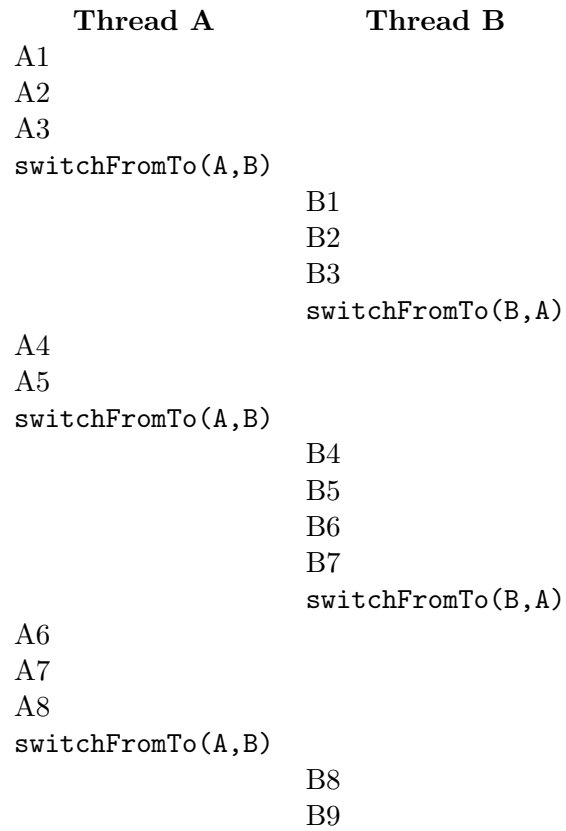 Thread A Thread B
A1
A2
A3
switchFromTo(A,B)
B1
B2
B3
switchFromTo(B,A)
A4
A5
switchFromTo(A,B)
B4
B5
B6
B7
switchFromTo(B,A)
A6
A7
A8
switchFromTo(A,B)
B8
B9